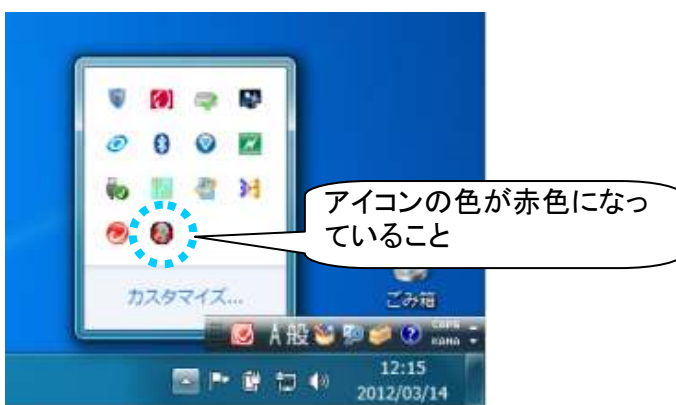 アイコンの色が赤色になっ
ていること
カスタマイズ...
ごみ箱
A 般
CAPS
KANA
12:15
2012/03/14